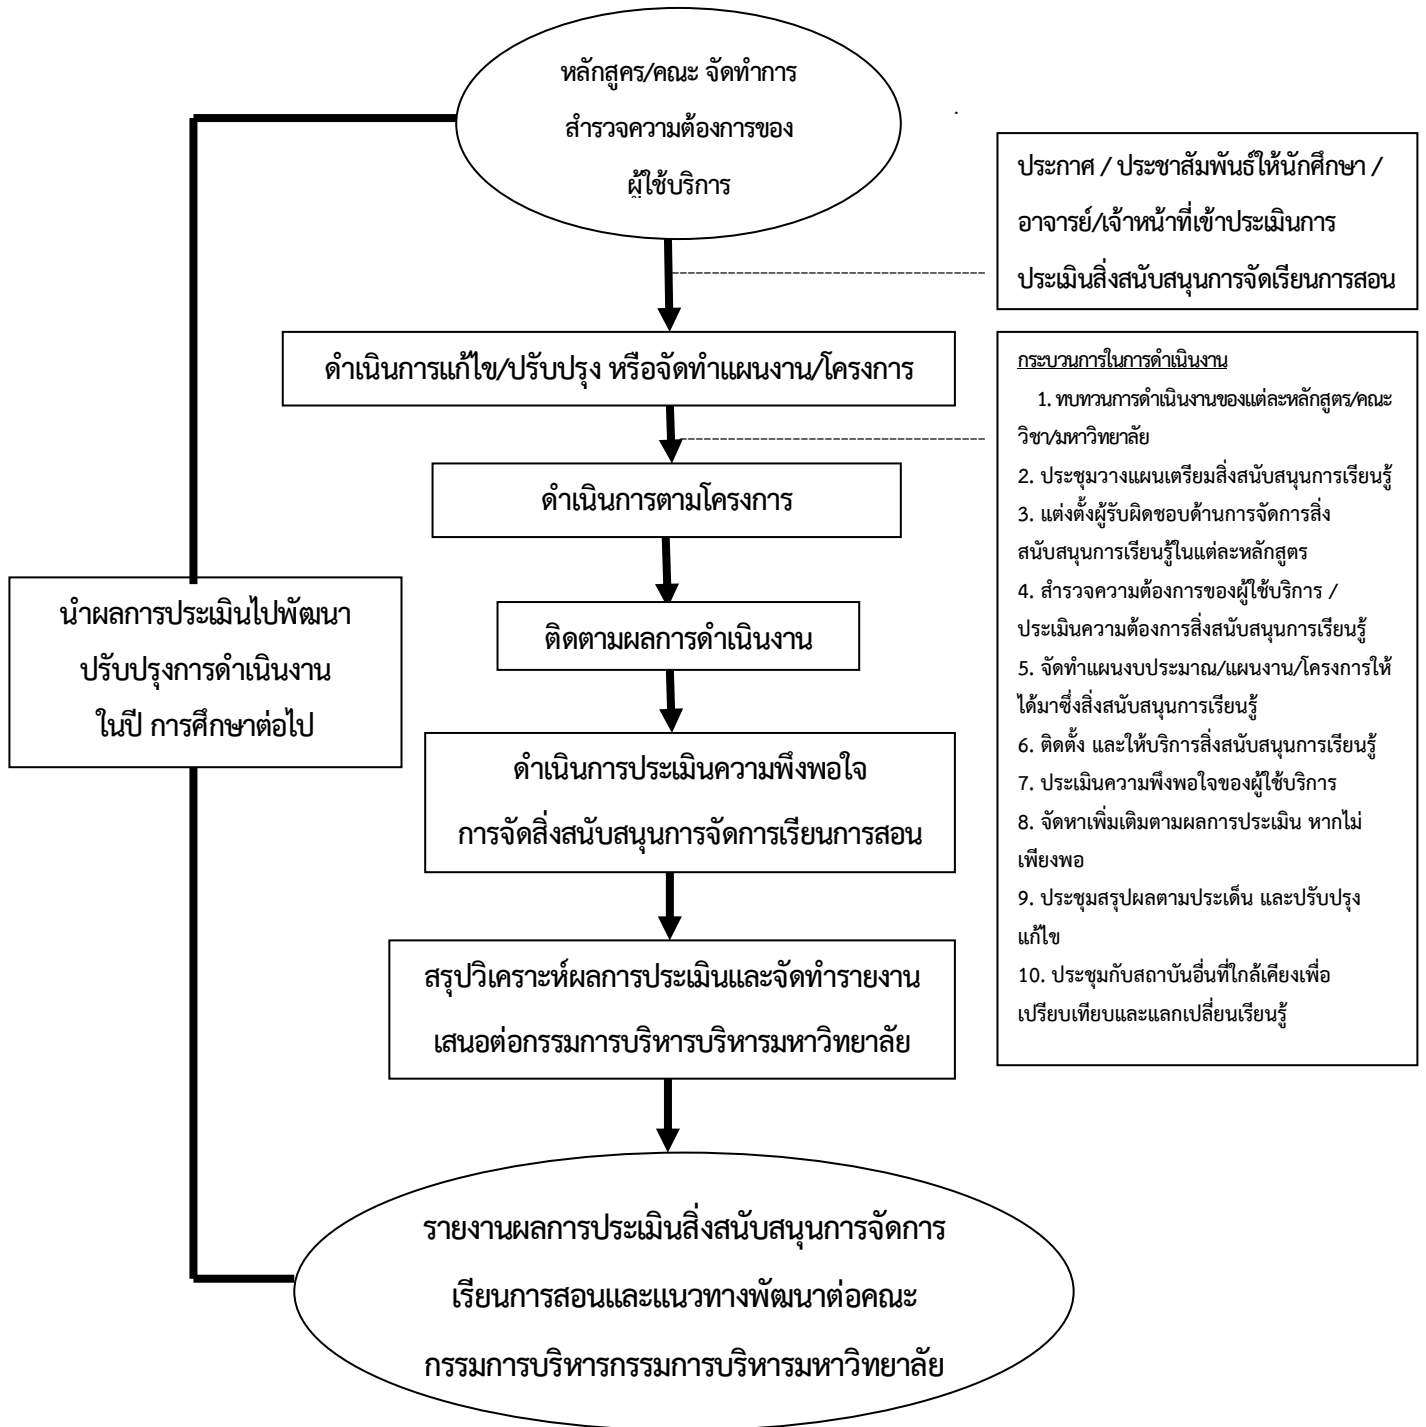 หลักสูคร/คณะ จัดทำการ
สำรวจความต้องการของ
ผู้ใช้บริการ
ประกาศ / ประชาสัมพันธ์ให้นักศึกษา /
อาจารย์/เจ้าหน้าที่เข้าประเมินการ
ประเมินสิ่งสนับสนุนการจัดเรียนการสอน
ดำเนินการแก้ไข/ปรับปรุง หรือจัดทำแผนงาน/โครงการ
ดำเนินการตามโครงการ
ติดตามผลการดำเนินงาน
ดำเนินการประเมินความพึงพอใจ
การจัดสิ่งสนับสนุนการจัดการเรียนการสอน
สรุปวิเคราะห์ผลการประเมินและจัดทำรายงาน
เสนอต่อกรรมการบริหารบริหารมหาวิทยาลัย
รายงานผลการประเมินสิ่งสนับสนุนการจัดการ
เรียนการสอนและแนวทางพัฒนาต่อคณะ
กรรมการบริหารกรรมการบริหารมหาวิทยาลัย
นำผลการประเมินไปพัฒนา
ปรับปรุงการดำเนินงาน
ในปี การศึกษาต่อไป
กระบวนการในการดำเนินงาน
1. ทบทวนการดำเนินงานของแต่ละหลักสูตร/คณะ
วิชา/มหาวิทยาลัย
2. ประชุมวางแผนเตรียมสิ่งสนับสนุนการเรียนรู้
3. แต่งตั้งผู้รับผิดชอบด้านการจัดการสิ่ง
สนับสนุนการเรียนรู้ในแต่ละหลักสูตร
4. สำรวจความต้องการของผู้ใช้บริการ /
ประเมินความต้องการสิ่งสนับสนุนการเรียนรู้
5. จัดทำแผนงบประมาณ/แผนงาน/โครงการให้
ได้มาซึ่งสิ่งสนับสนุนการเรียนรู้
6. ติดตั้ง และให้บริการสิ่งสนับสนุนการเรียนรู้
7. ประเมินความพึงพอใจของผู้ใช้บริการ
8. จัดหาเพิ่มเติมตามผลการประเมิน หากไม่
เพียงพอ
9. ประชุมสรุปผลตามประเด็น และปรับปรุง
แก้ไข
10. ประชุมกับสถาบันอื่นที่ใกล้เคียงเพื่อ
เปรียบเทียบและแลกเปลี่ยนเรียนรู้